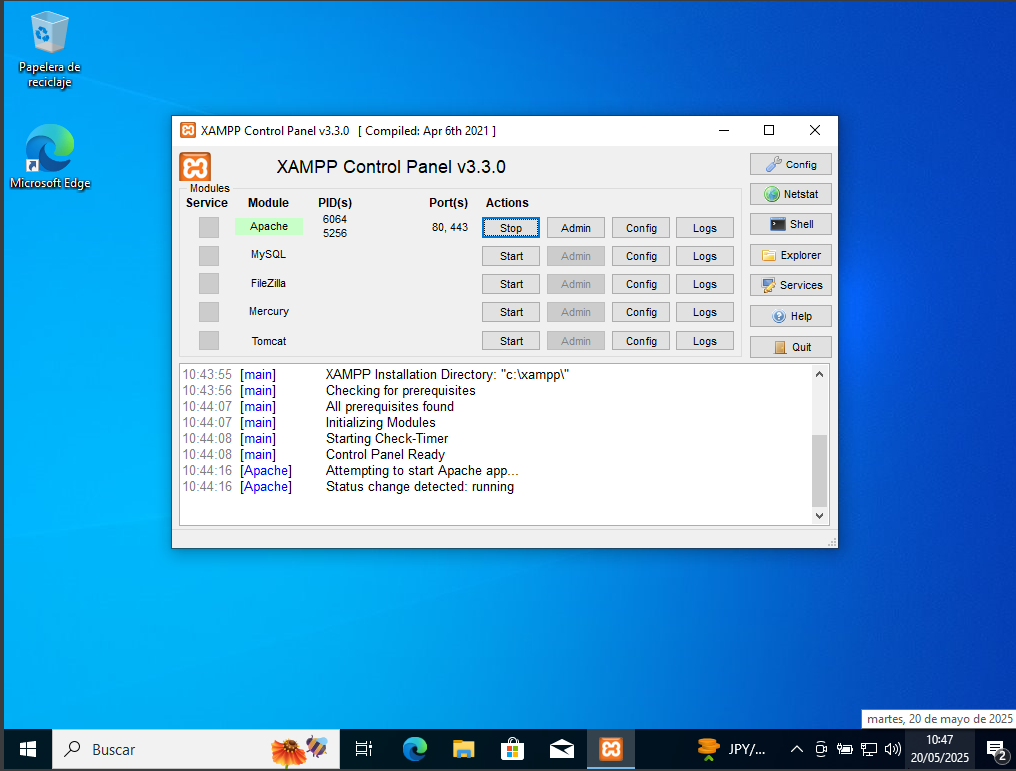 Papelera de
reciclaje
Microsoft Edge
XAMPP Control Panel v3.3.0 [ Compiled: Apr 6th 2021 ]
XAMPP Control Panel v3.3.0
Config
Modules
Service Module PID(s) Port(s) Actions
Netstat
Apache 6064
5256 80, 443 Stop Admin Config Logs
Shell
MySQL Start Admin Config Logs
Explorer
FileZilla Start Admin Config Logs
Services
Mercury Start Admin Config Logs
Help
Tomcat Start Admin Config Logs
Quit
10:43:55 [main] XAMPP Installation Directory: "c:\xampp\"
10:43:56 [main] Checking for prerequisites
10:44:07 [main] All prerequisites found
10:44:07 [main] Initializing Modules
10:44:08 [main] Starting Check-Timer
10:44:08 [main] Control Panel Ready
10:44:16 [Apache] Attempting to start Apache app...
10:44:16 [Apache] Status change detected: running
martes, 20 de mayo de 2025
Buscar
JPY/...
10:47
20/05/2025
2